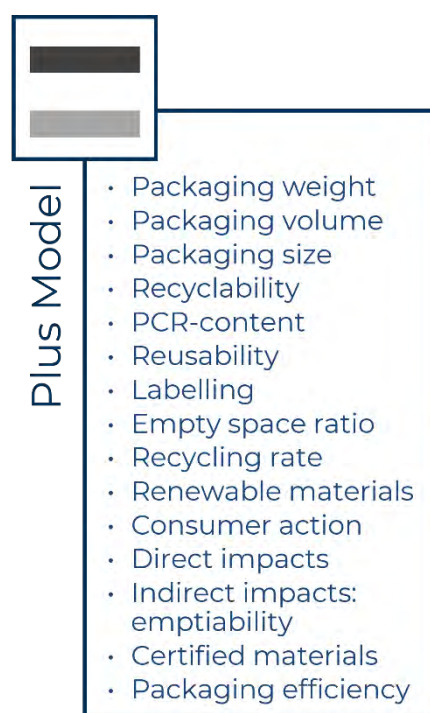 Plus Model
· Packaging weight
· Packaging volume
· Packaging size
· Recyclability
· PCR-content
· Reusability
· Labelling
· Empty space ratio
· Recycling rate
· Renewable materials
· Consumer action
· Direct impacts
· Indirect impacts:
emptiability
· Certified materials
· Packaging efficiency